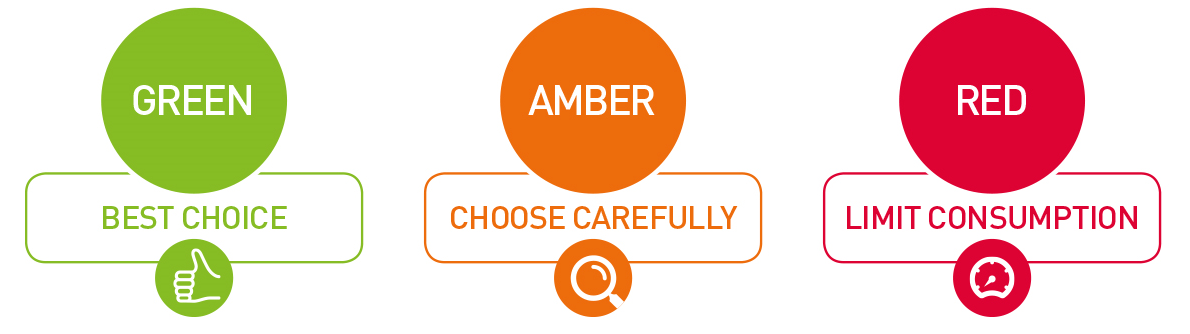 GREEN
BEST CHOICE
AMBER
CHOOSE CAREFULLY
RED
LIMIT CONSUMPTION